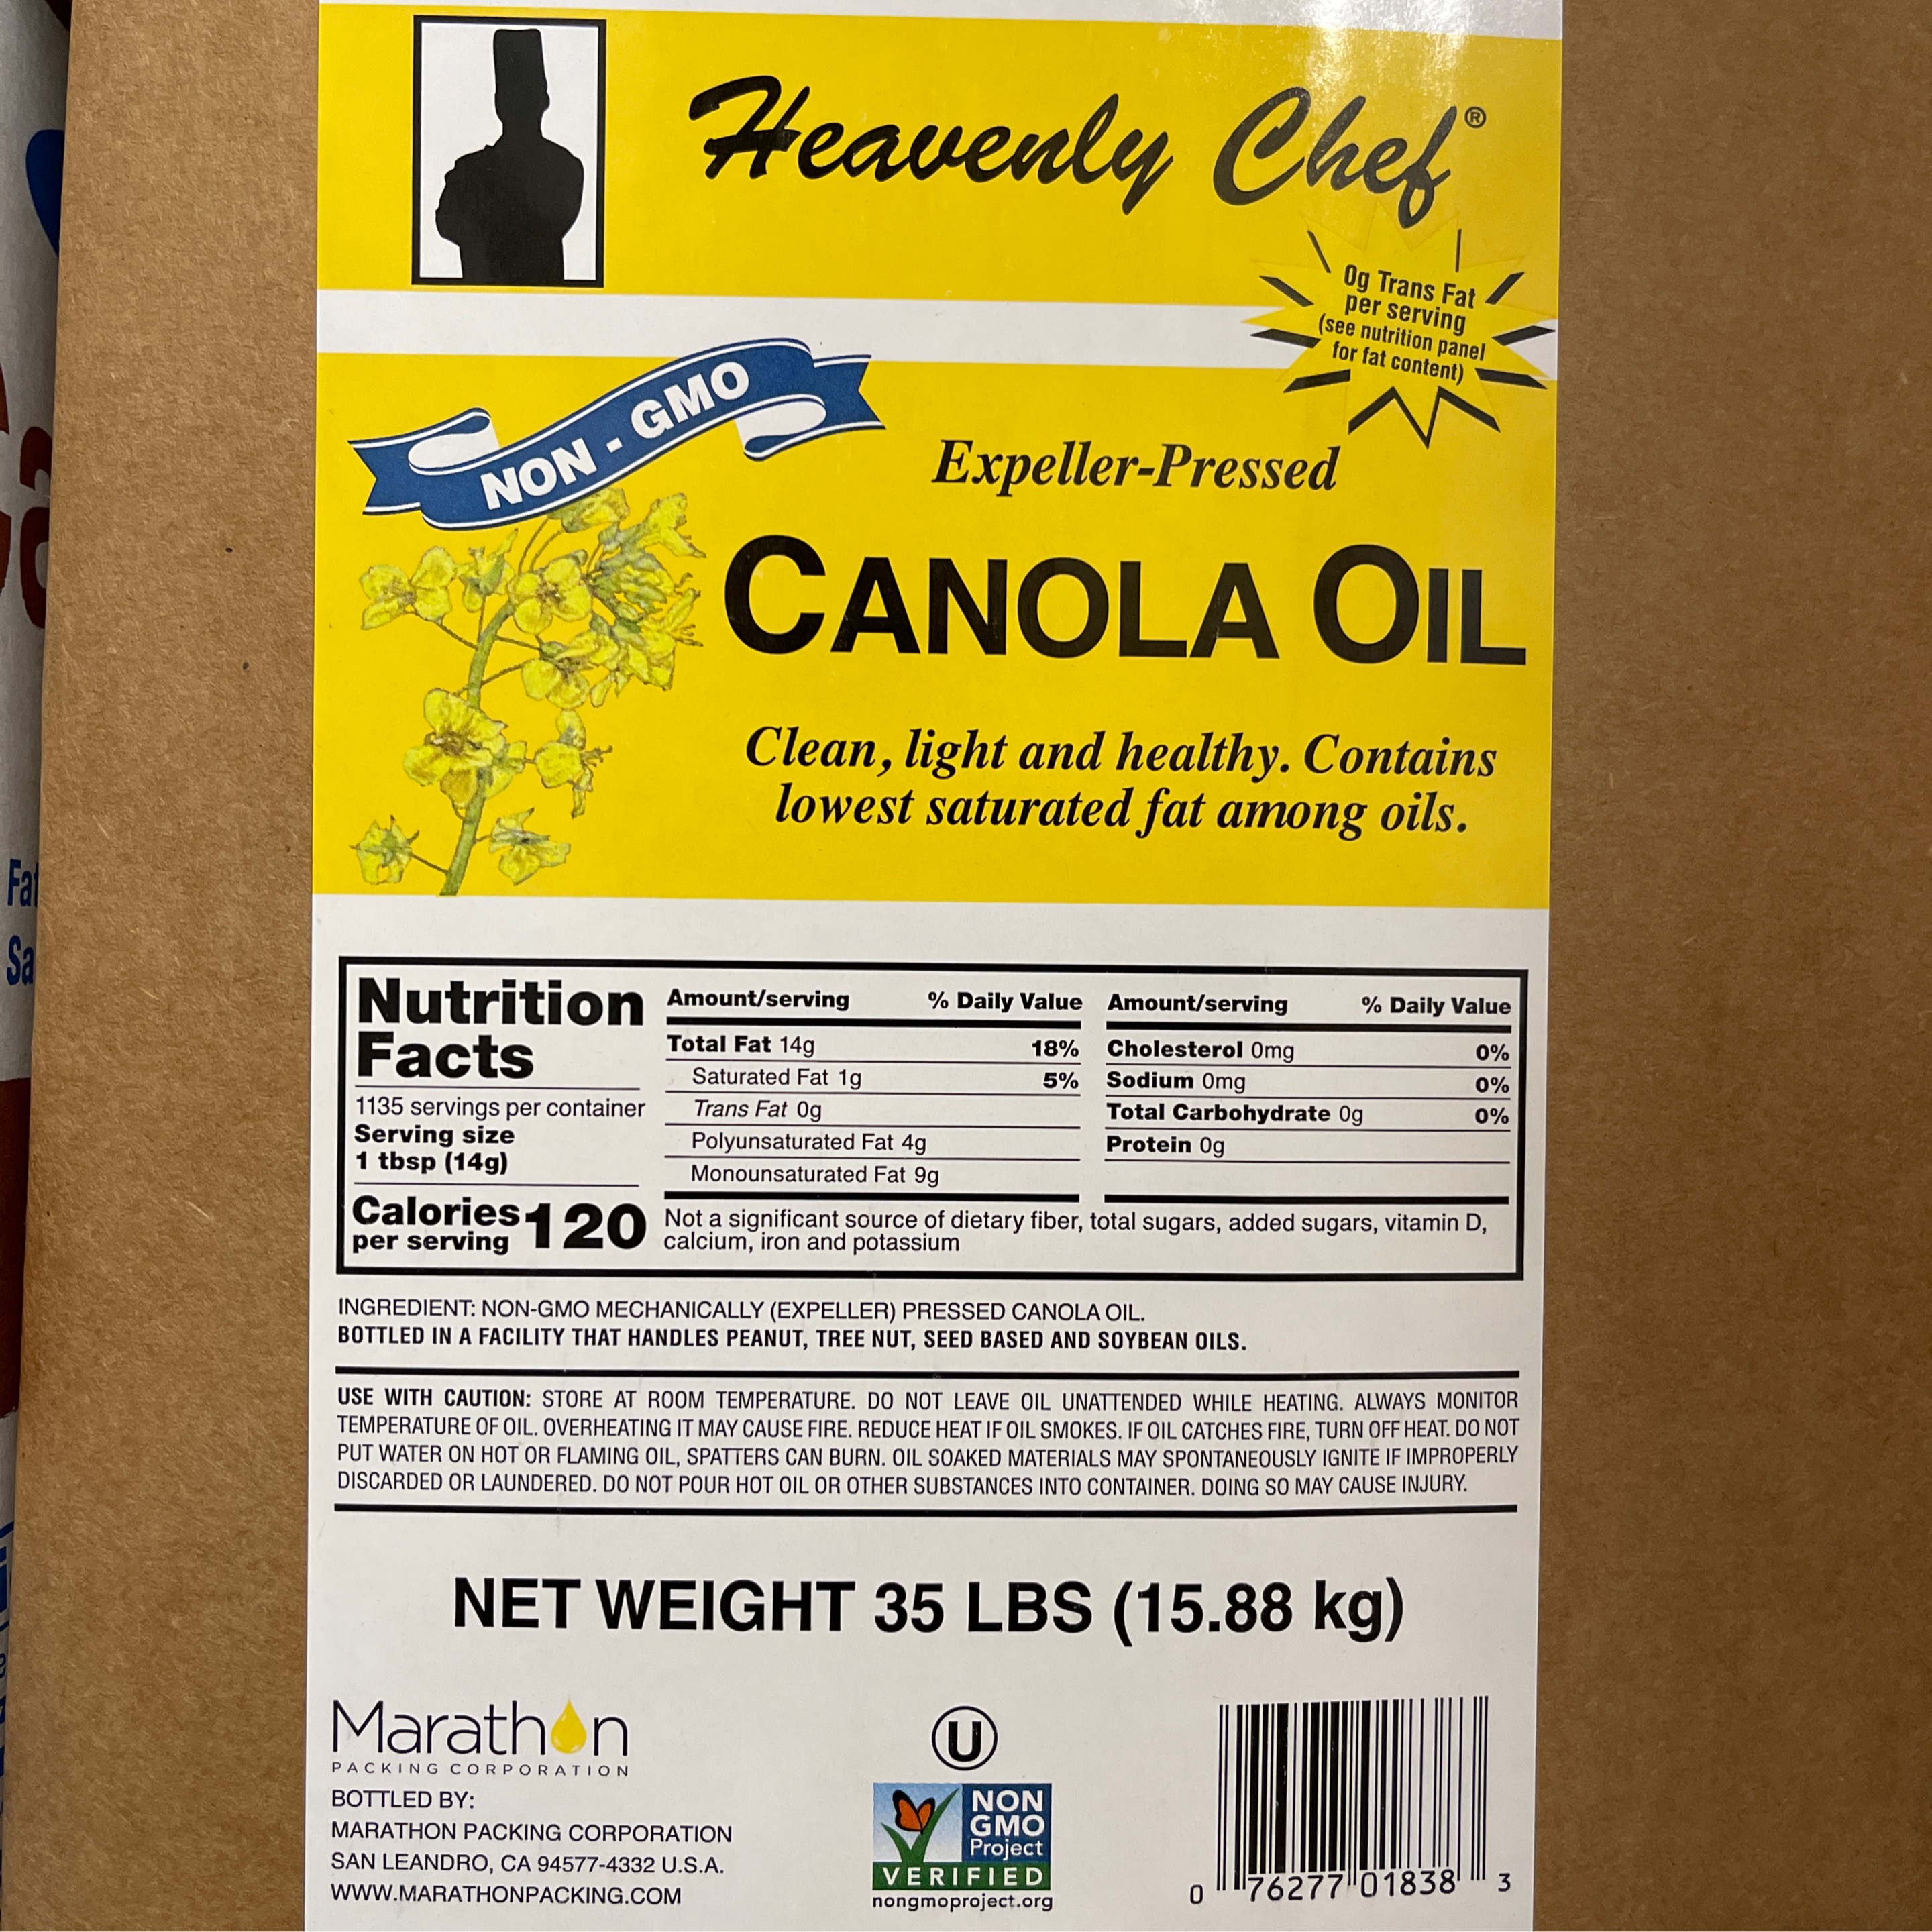 Heavenly Chef®
0g Trans Fat
per serving
(see nutrition panel
for fat content)
NON - GMO
Expeller-Pressed
CANOLA OIL
Clean, light and healthy. Contains
lowest saturated fat among oils.
Fa
Sa
Nutrition
Facts
1135 servings per container
Serving size
1 tbsp (14g)
Calories
per serving
120
Amount/serving % Daily Value
Total Fat 14g 18%
Saturated Fat 1g 5%
Trans Fat 0g
Polyunsaturated Fat 4g
Monounsaturated Fat 9g
Amount/serving % Daily Value
Cholesterol 0mg 0%
Sodium 0mg 0%
Total Carbohydrate 0g 0%
Protein 0g
Not a significant source of dietary fiber, total sugars, added sugars, vitamin D,
calcium, iron and potassium
INGREDIENT: NON-GMO MECHANICALLY (EXPELLER) PRESSED CANOLA OIL.
BOTTLED IN A FACILITY THAT HANDLES PEANUT, TREE NUT, SEED BASED AND SOYBEAN OILS.
USE WITH CAUTION: STORE AT ROOM TEMPERATURE. DO NOT LEAVE OIL UNATTENDED WHILE HEATING. ALWAYS MONITOR
TEMPERATURE OF OIL. OVERHEATING IT MAY CAUSE FIRE. REDUCE HEAT IF OIL SMOKES. IF OIL CATCHES FIRE, TURN OFF HEAT. DO NOT
PUT WATER ON HOT OR FLAMING OIL, SPATTERS CAN BURN. OIL SOAKED MATERIALS MAY SPONTANEOUSLY IGNITE IF IMPROPERLY
DISCARDED OR LAUNDERED. DO NOT POUR HOT OIL OR OTHER SUBSTANCES INTO CONTAINER. DOING SO MAY CAUSE INJURY.
NET WEIGHT 35 LBS (15.88 kg)
Marathon
PACKING CORPORATION
BOTTLED BY:
MARATHON PACKING CORPORATION
SAN LEANDRO, CA 94577-4332 U.S.A.
WWW.MARATHONPACKING.COM
U
NON
GMO
Project
VERIFIED
nongmoproject.org
0 76277 01838 3